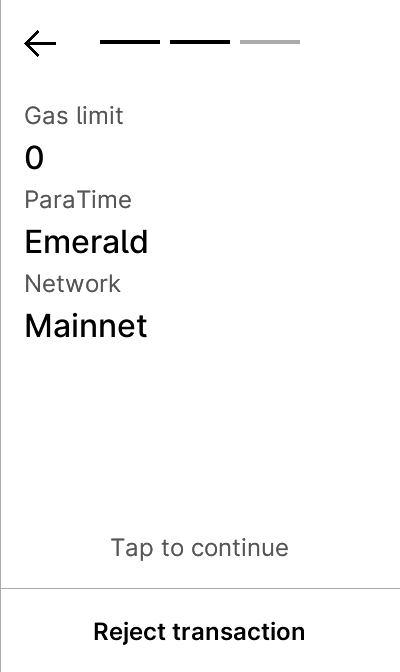 Gas limit
0
ParaTime
Emerald
Network
Mainnet
Tap to continue
Reject transaction